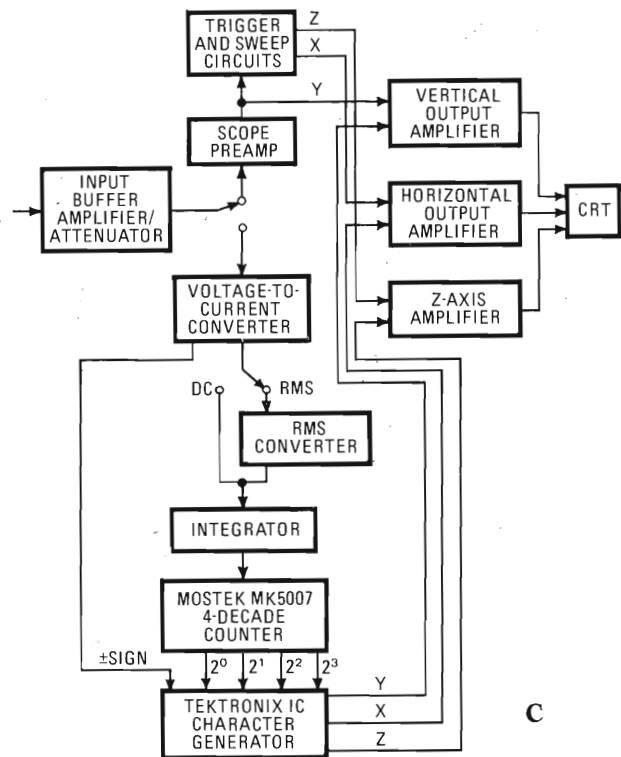 TRIGGER
AND SWEEP
CIRCUITS
Z
X
Y
VERTICAL
OUTPUT
AMPLIFIER
SCOPE
PREAMP
INPUT
BUFFER
AMPLIFIER/
ATTENUATOR
HORIZONTAL
OUTPUT
AMPLIFIER
CRT
VOLTAGE-TO-
CURRENT
CONVERTER
Z-AXIS
AMPLIFIER
DC
RMS
RMS
CONVERTER
INTEGRATOR
MOSTEK MK5007
4-DECADE
COUNTER
±SIGN
2⁰ 2¹ 2² 2³
TEKTRONIX IC
CHARACTER
GENERATOR
Y
X
Z
C